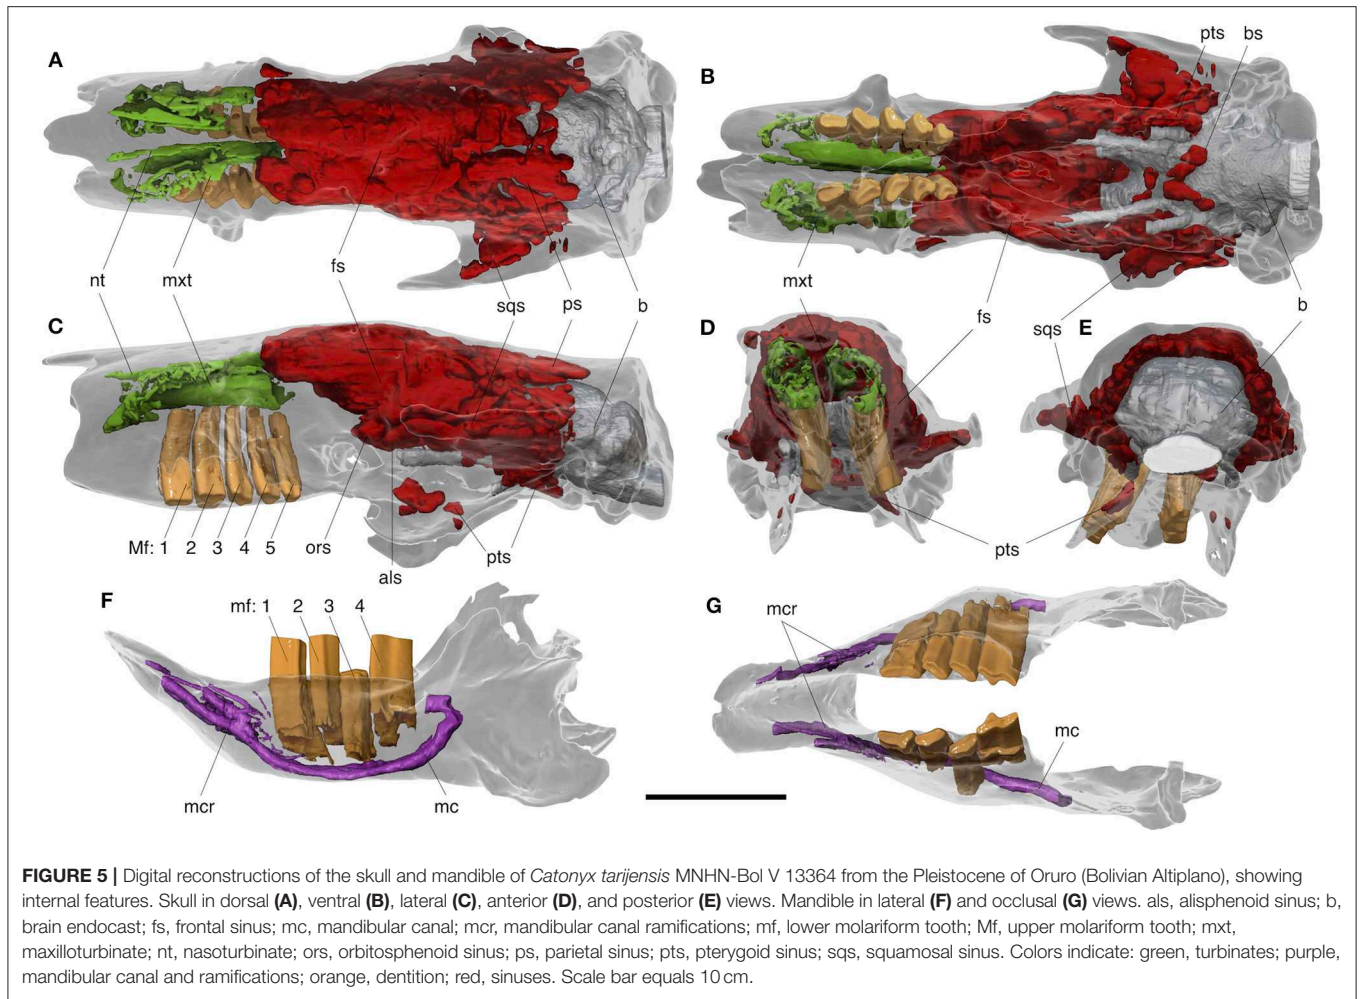 A
B
pts
bs
nt
mxt
fs
sqs
ps
b
mxt
fs
sqs
b
C
D
E
Mf: 1 2 3 4 5
ors
als
pts
pts
F
mf: 1 2 3 4
G
mcr
mc
mcr
mc
FIGURE 5 | Digital reconstructions of the skull and mandible of Catonyx tarijensis MNHN-Bol V 13364 from the Pleistocene of Oruro (Bolivian Altiplano), showing
internal features. Skull in dorsal (A), ventral (B), lateral (C), anterior (D), and posterior (E) views. Mandible in lateral (F) and occlusal (G) views. als, alisphenoid sinus; b,
brain endocast; fs, frontal sinus; mc, mandibular canal; mcr, mandibular canal ramifications; mf, lower molariform tooth; Mf, upper molariform tooth; mxt,
maxilloturbinate; nt, nasoturbinate; ors, orbitosphenoid sinus; ps, parietal sinus; pts, pterygoid sinus; sqs, squamosal sinus. Colors indicate: green, turbinates; purple,
mandibular canal and ramifications; orange, dentition; red, sinuses. Scale bar equals 10 cm.